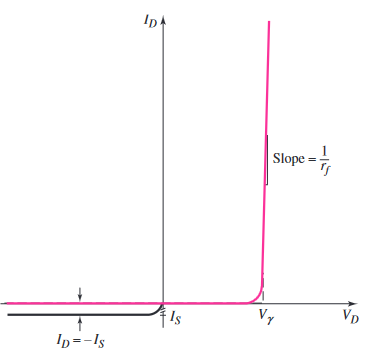 I_D
Slope = 1/r_f
I_S
V_γ
V_D
I_D = –I_S